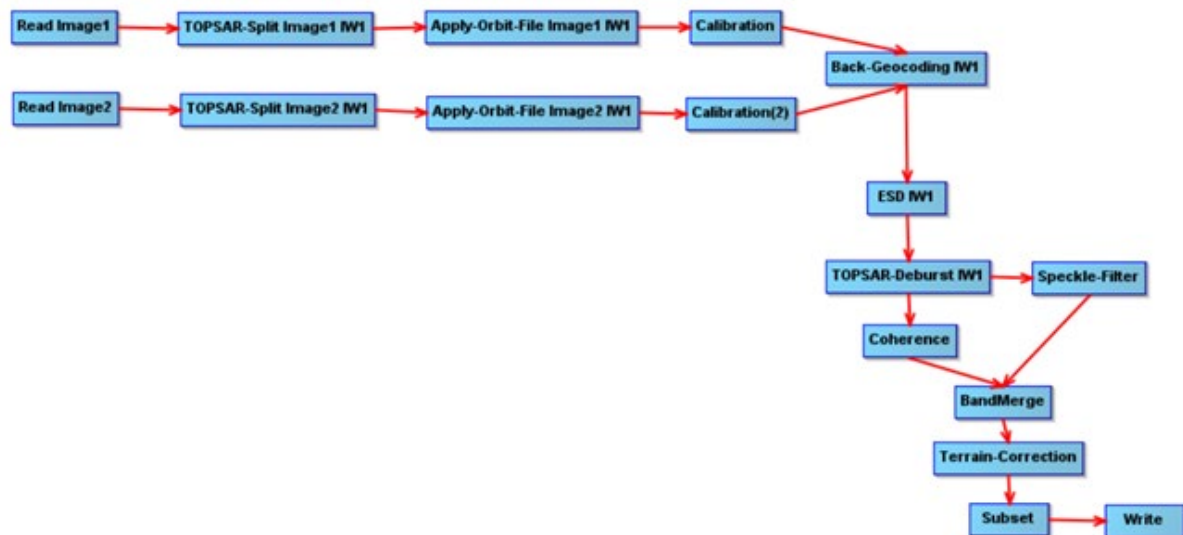 Read Image1
TOPSAR-Split Image1 IW1
Apply-Orbit-File Image1 IW1
Calibration
Back-Geocoding IW1
Read Image2
TOPSAR-Split Image2 IW1
Apply-Orbit-File Image2 IW1
Calibration(2)
ESD IW1
TOPSAR-Deburst IW1
Speckle-Filter
Coherence
BandMerge
Terrain-Correction
Subset
Write